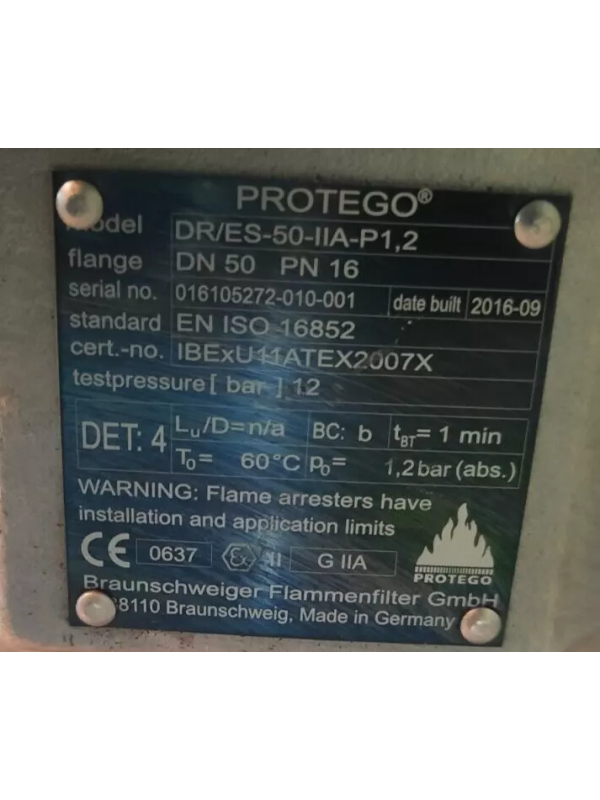 PROTEGO®
model DR/ES-50-IIA-P1,2
flange DN 50 PN 16
serial no. 016105272-010-001 date built 2016-09
standard EN ISO 16852
cert.-no. IBExU11ATEX2007X
testpressure [ bar ] 12
DET: 4 Lu/D=n/a BC: b tBT= 1 min
T₀= 60°C p₀= 1,2 bar (abs.)
WARNING: Flame arresters have
installation and application limits
CE 0637 Ex II G IIA
PROTEGO
Braunschweiger Flammenfilter GmbH
8110 Braunschweig, Made in Germany